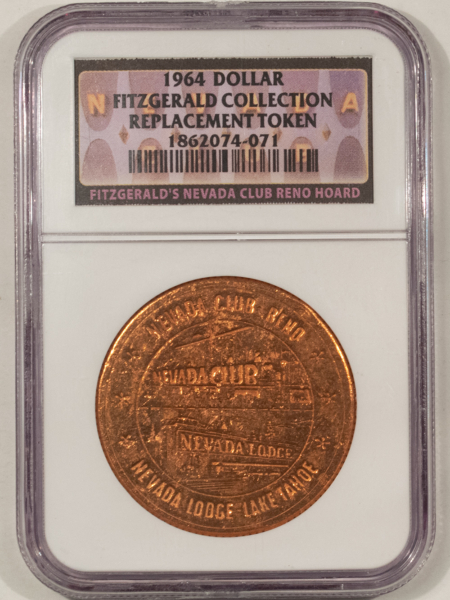 1964 DOLLAR
FITZGERALD COLLECTION
REPLACEMENT TOKEN
1862074-071
FITZGERALD'S NEVADA CLUB RENO HOARD
NEVADA CLUB · RENO
NEVADA CLUB
NEVADA LODGE
NEVADA LODGE · LAKE TAHOE